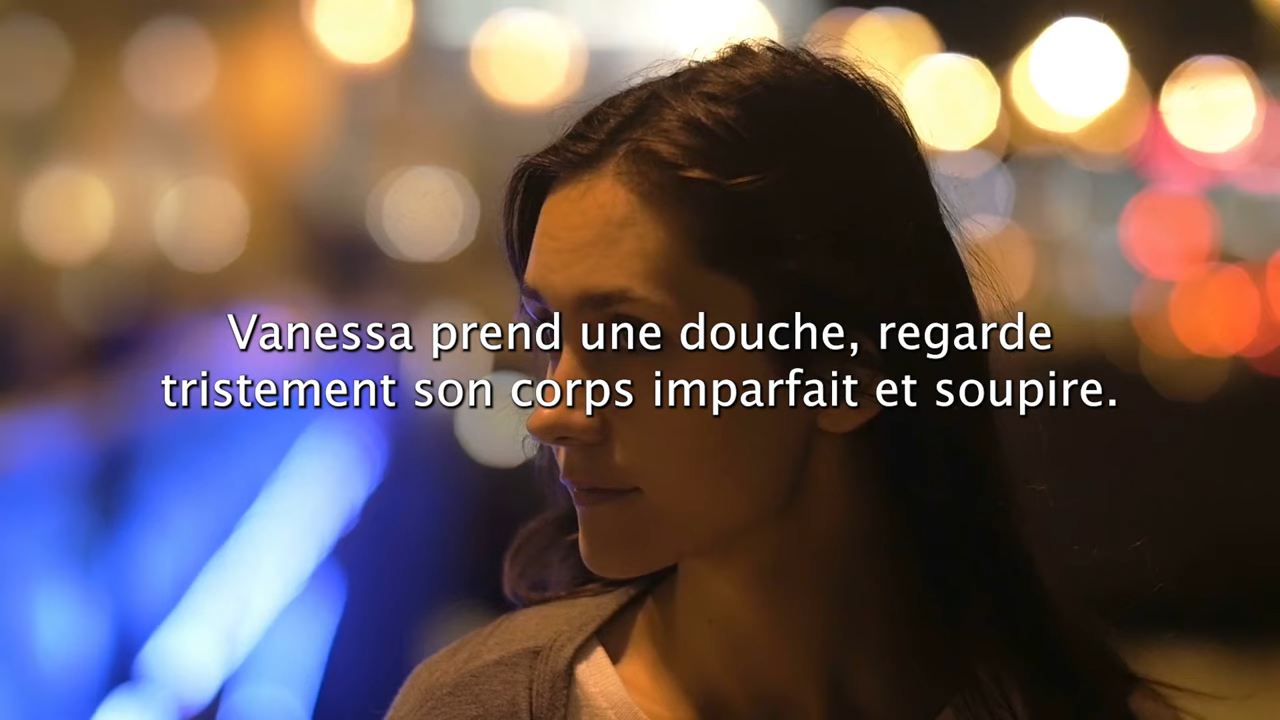 Vanessa prend une douche, regarde
tristement son corps imparfait et soupire.